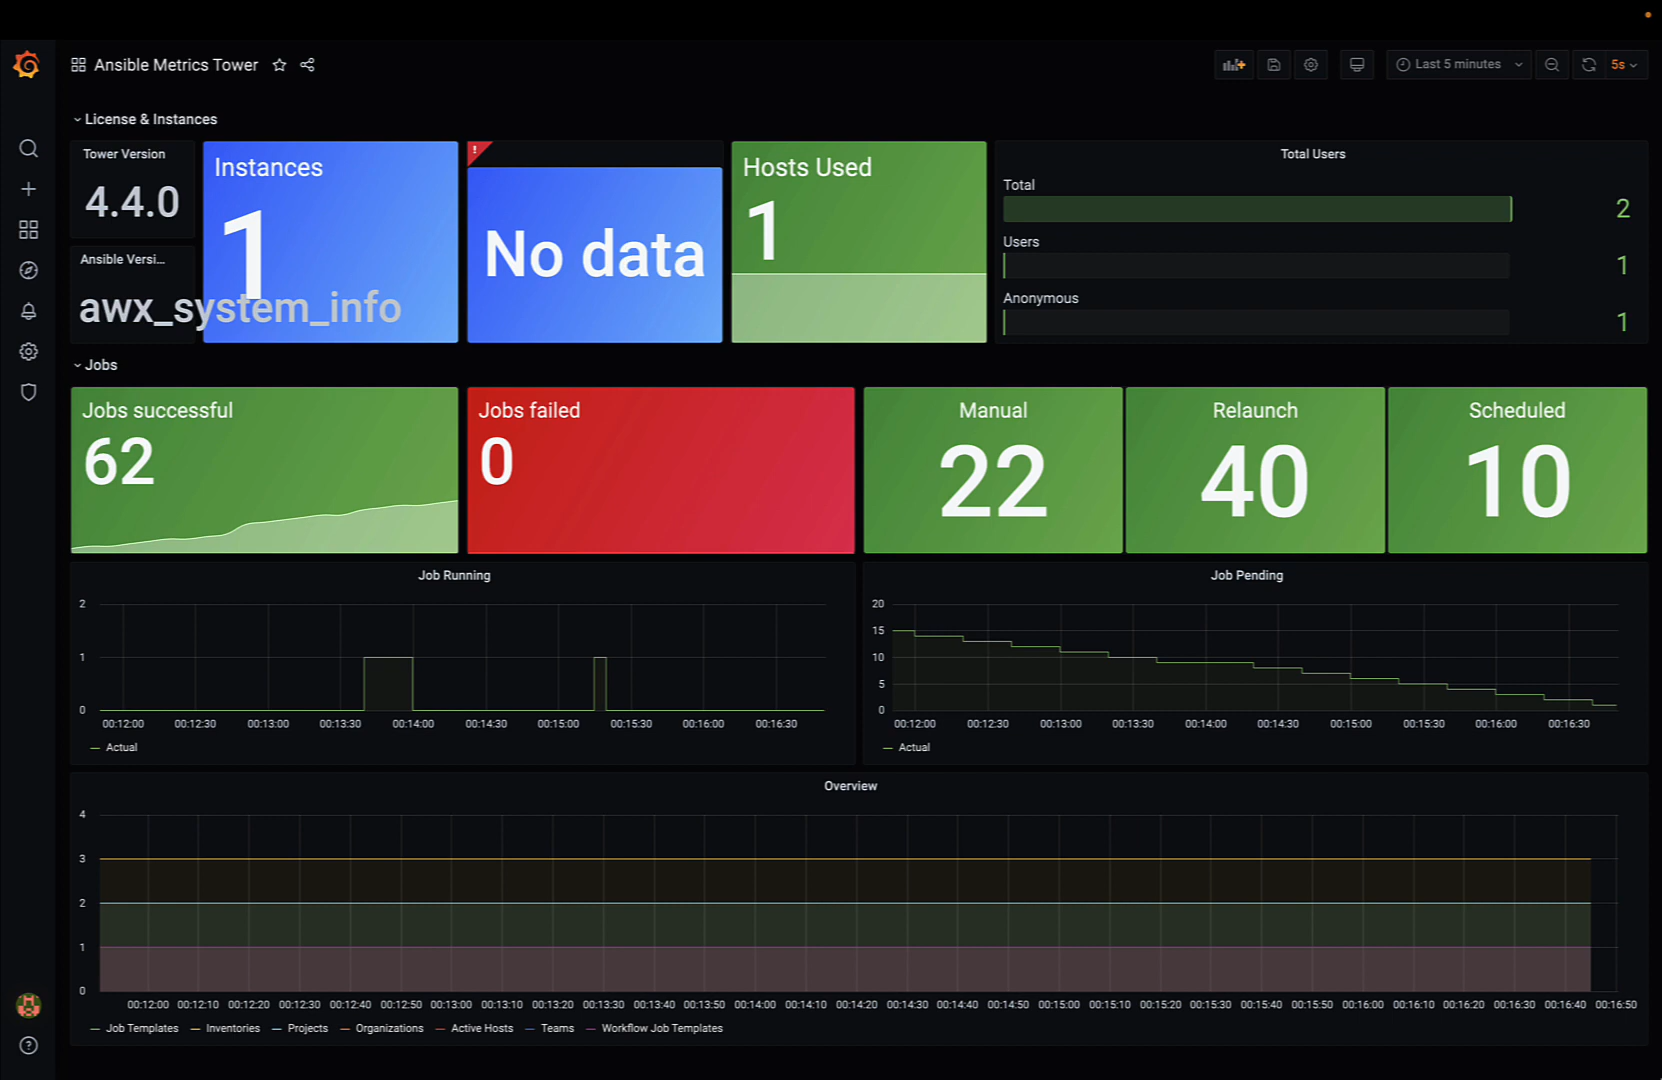 Ansible Metrics Tower
Last 5 minutes
5s
License & Instances
Tower Version
4.4.0
Ansible Versi...
awx_system_info
Instances
1
!
No data
Hosts Used
1
Total Users
Total
2
Users
1
Anonymous
1
Jobs
Jobs successful
62
Jobs failed
0
Manual
22
Relaunch
40
Scheduled
10
Job Running
2
1
0
00:12:00 00:12:30 00:13:00 00:13:30 00:14:00 00:14:30 00:15:00 00:15:30 00:16:00 00:16:30
Actual
Job Pending
20
15
10
5
0
00:12:00 00:12:30 00:13:00 00:13:30 00:14:00 00:14:30 00:15:00 00:15:30 00:16:00 00:16:30
Actual
Overview
4
3
2
1
0
00:12:00 00:12:10 00:12:20 00:12:30 00:12:40 00:12:50 00:13:00 00:13:10 00:13:20 00:13:30 00:13:40 00:13:50 00:14:00 00:14:10 00:14:20 00:14:30 00:14:40 00:14:50 00:15:00 00:15:10 00:15:20 00:15:30 00:15:40 00:15:50 00:16:00 00:16:10 00:16:20 00:16:30 00:16:40 00:16:50
Job Templates Inventories Projects Organizations Active Hosts Teams Workflow Job Templates
?